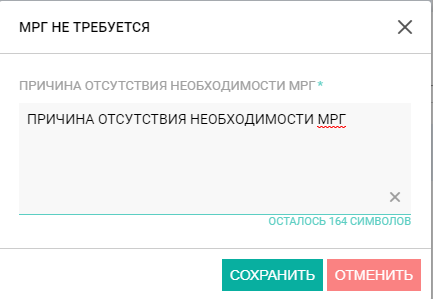 МРГ НЕ ТРЕБУЕТСЯ
ПРИЧИНА ОТСУТСТВИЯ НЕОБХОДИМОСТИ МРГ *
ПРИЧИНА ОТСУТСТВИЯ НЕОБХОДИМОСТИ МРГ
ОСТАЛОСЬ 164 СИМВОЛОВ
СОХРАНИТЬ ОТМЕНИТЬ